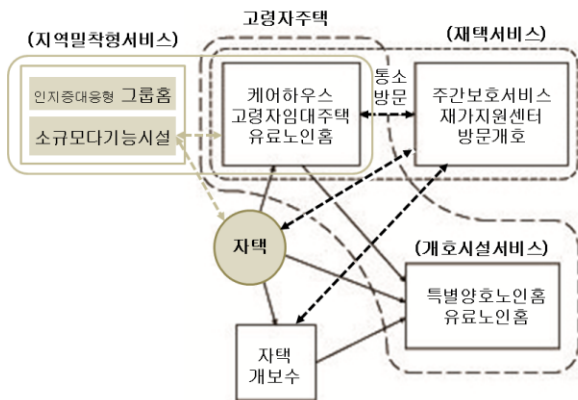 고령자주택
(지역밀착형서비스)
(재택서비스)
인지증대응형 그룹홈
소규모다기능시설
케어하우스
고령자임대주택
유료노인홈
통소
방문
주간보호서비스
재가지원센터
방문개호
자택
(개호시설서비스)
특별양호노인홈
유료노인홈
자택
개보수